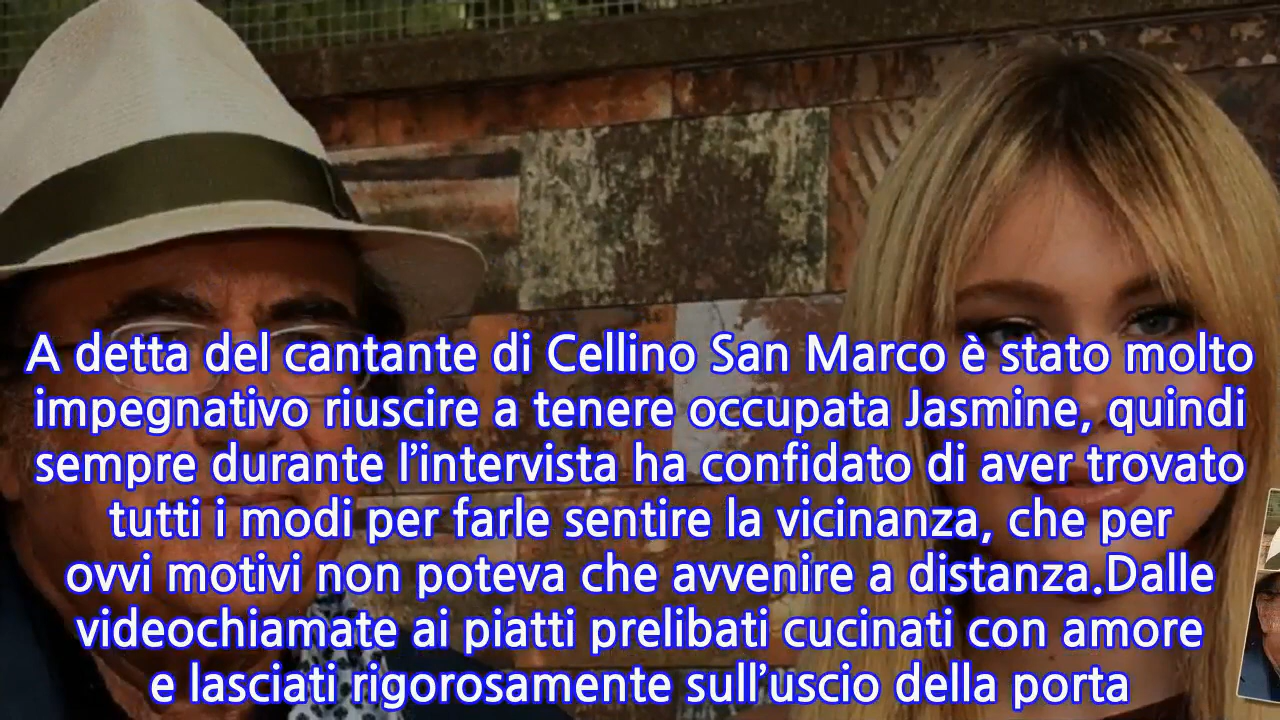 A detta del cantante di Cellino San Marco è stato molto
impegnativo riuscire a tenere occupata Jasmine, quindi
sempre durante l’intervista ha confidato di aver trovato
tutti i modi per farle sentire la vicinanza, che per
ovvi motivi non poteva che avvenire a distanza.Dalle
videochiamate ai piatti prelibati cucinati con amore
e lasciati rigorosamente sull’uscio della porta